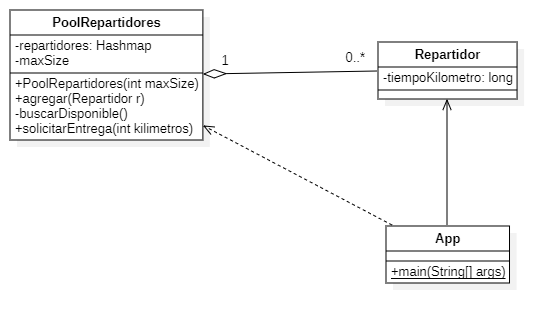 PoolRepartidores
-repartidores: Hashmap
-maxSize
+PoolRepartidores(int maxSize)
+agregar(Repartidor r)
-buscarDisponible()
+solicitarEntrega(int kilimetros)
1
0..*
Repartidor
-tiempoKilometro: long
App
+main(String[] args)